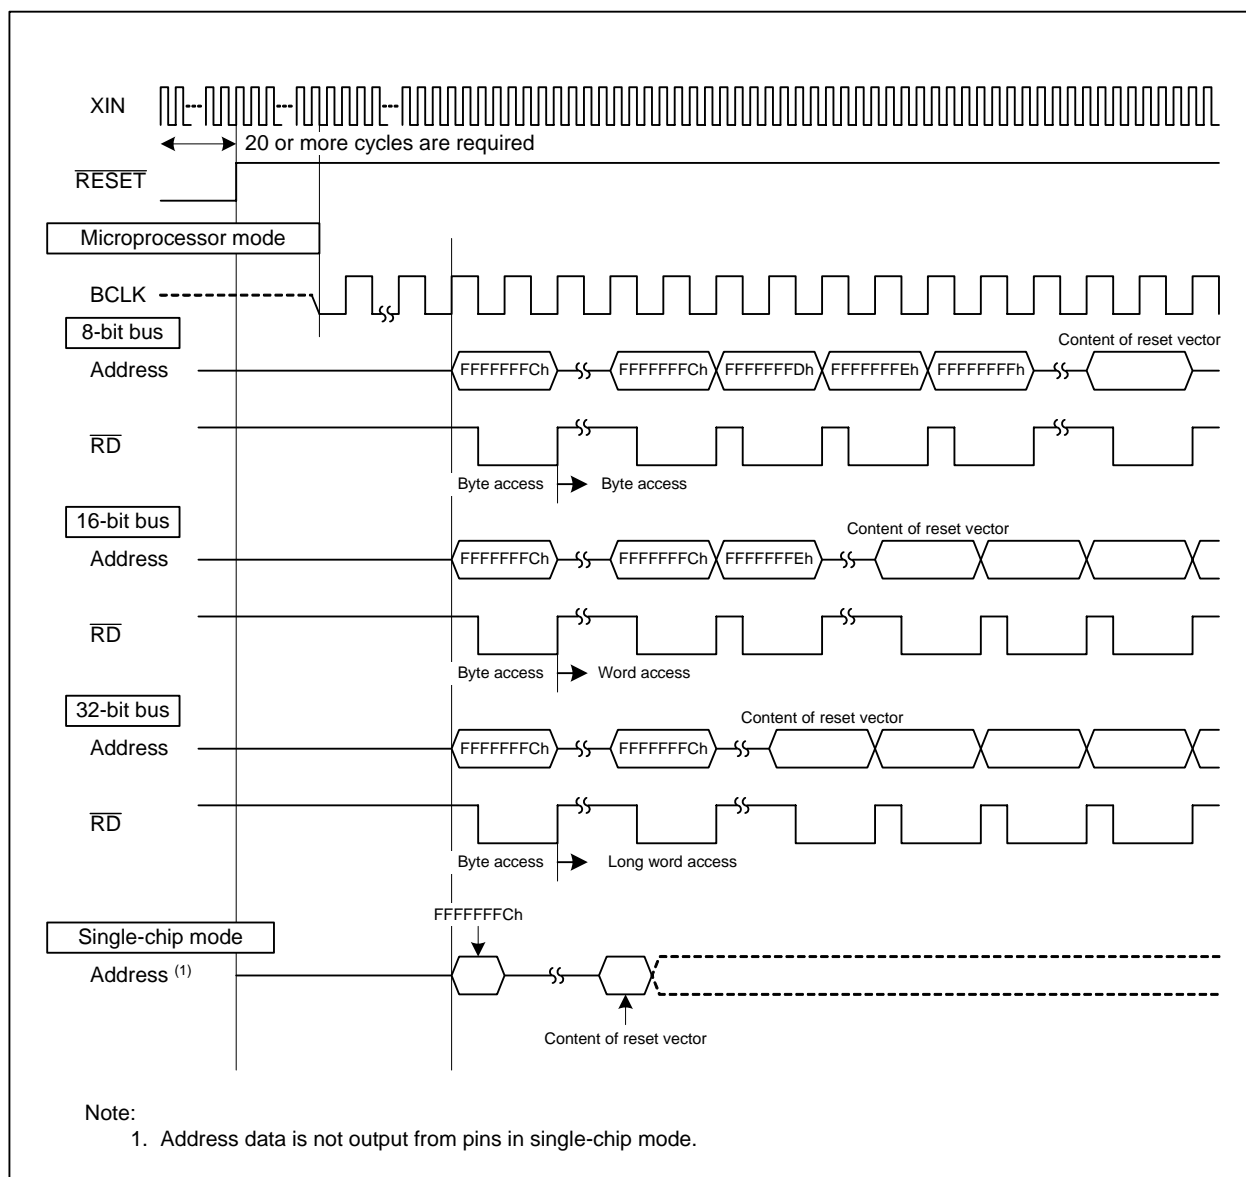 XIN
20 or more cycles are required
RESET
Microprocessor mode
BCLK
8-bit bus
Content of reset vector
Address FFFFFFFCh FFFFFFFCh FFFFFFFDh FFFFFFFEh FFFFFFFFh
RD
Byte access Byte access
16-bit bus
Content of reset vector
Address FFFFFFFCh FFFFFFFCh FFFFFFFEh
RD
Byte access Word access
32-bit bus
Content of reset vector
Address FFFFFFFCh FFFFFFFCh
RD
Byte access Long word access
FFFFFFFCh
Single-chip mode
Address (1)
Content of reset vector
Note:
1. Address data is not output from pins in single-chip mode.